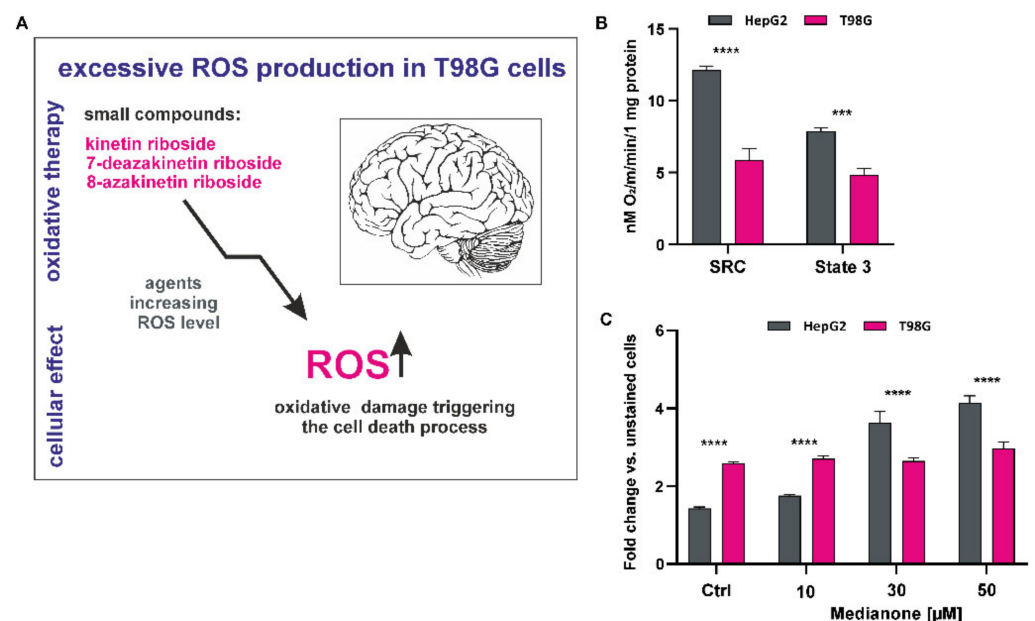 A
excessive ROS production in T98G cells
oxidative therapy
small compounds:
kinetin riboside
7-deazakinetin riboside
8-azakinetin riboside
agents
increasing
ROS level
cellular effect
ROS
oxidative damage triggering
the cell death process
B
HepG2 T98G
nM O₂/m/min/1 mg protein
15
10
5
0
****
***
SRC State 3
C
HepG2 T98G
Fold change vs. unstained cells
6
4
2
0
****
****
****
****
Ctrl 10 30 50
Medianone [µM]